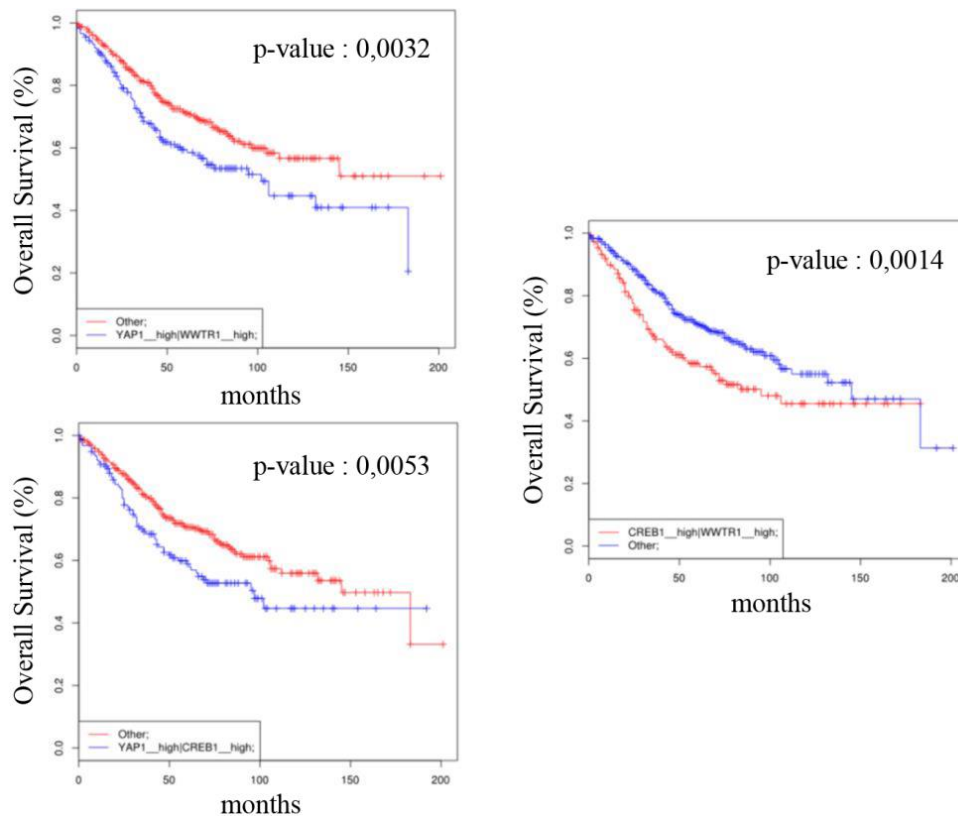 p-value : 0,0032
Overall Survival (%)
1.0
0.8
0.6
0.4
0.2
0.0
Other;
YAP1__high|WWTR1__high;
0 50 100 150 200
months
p-value : 0,0053
Overall Survival (%)
1.0
0.8
0.6
0.4
0.2
0.0
Other;
YAP1__high|CREB1__high;
0 50 100 150 200
months
p-value : 0,0014
Overall Survival (%)
1.0
0.8
0.6
0.4
0.2
0.0
CREB1__high|WWTR1__high;
Other;
0 50 100 150 200
months